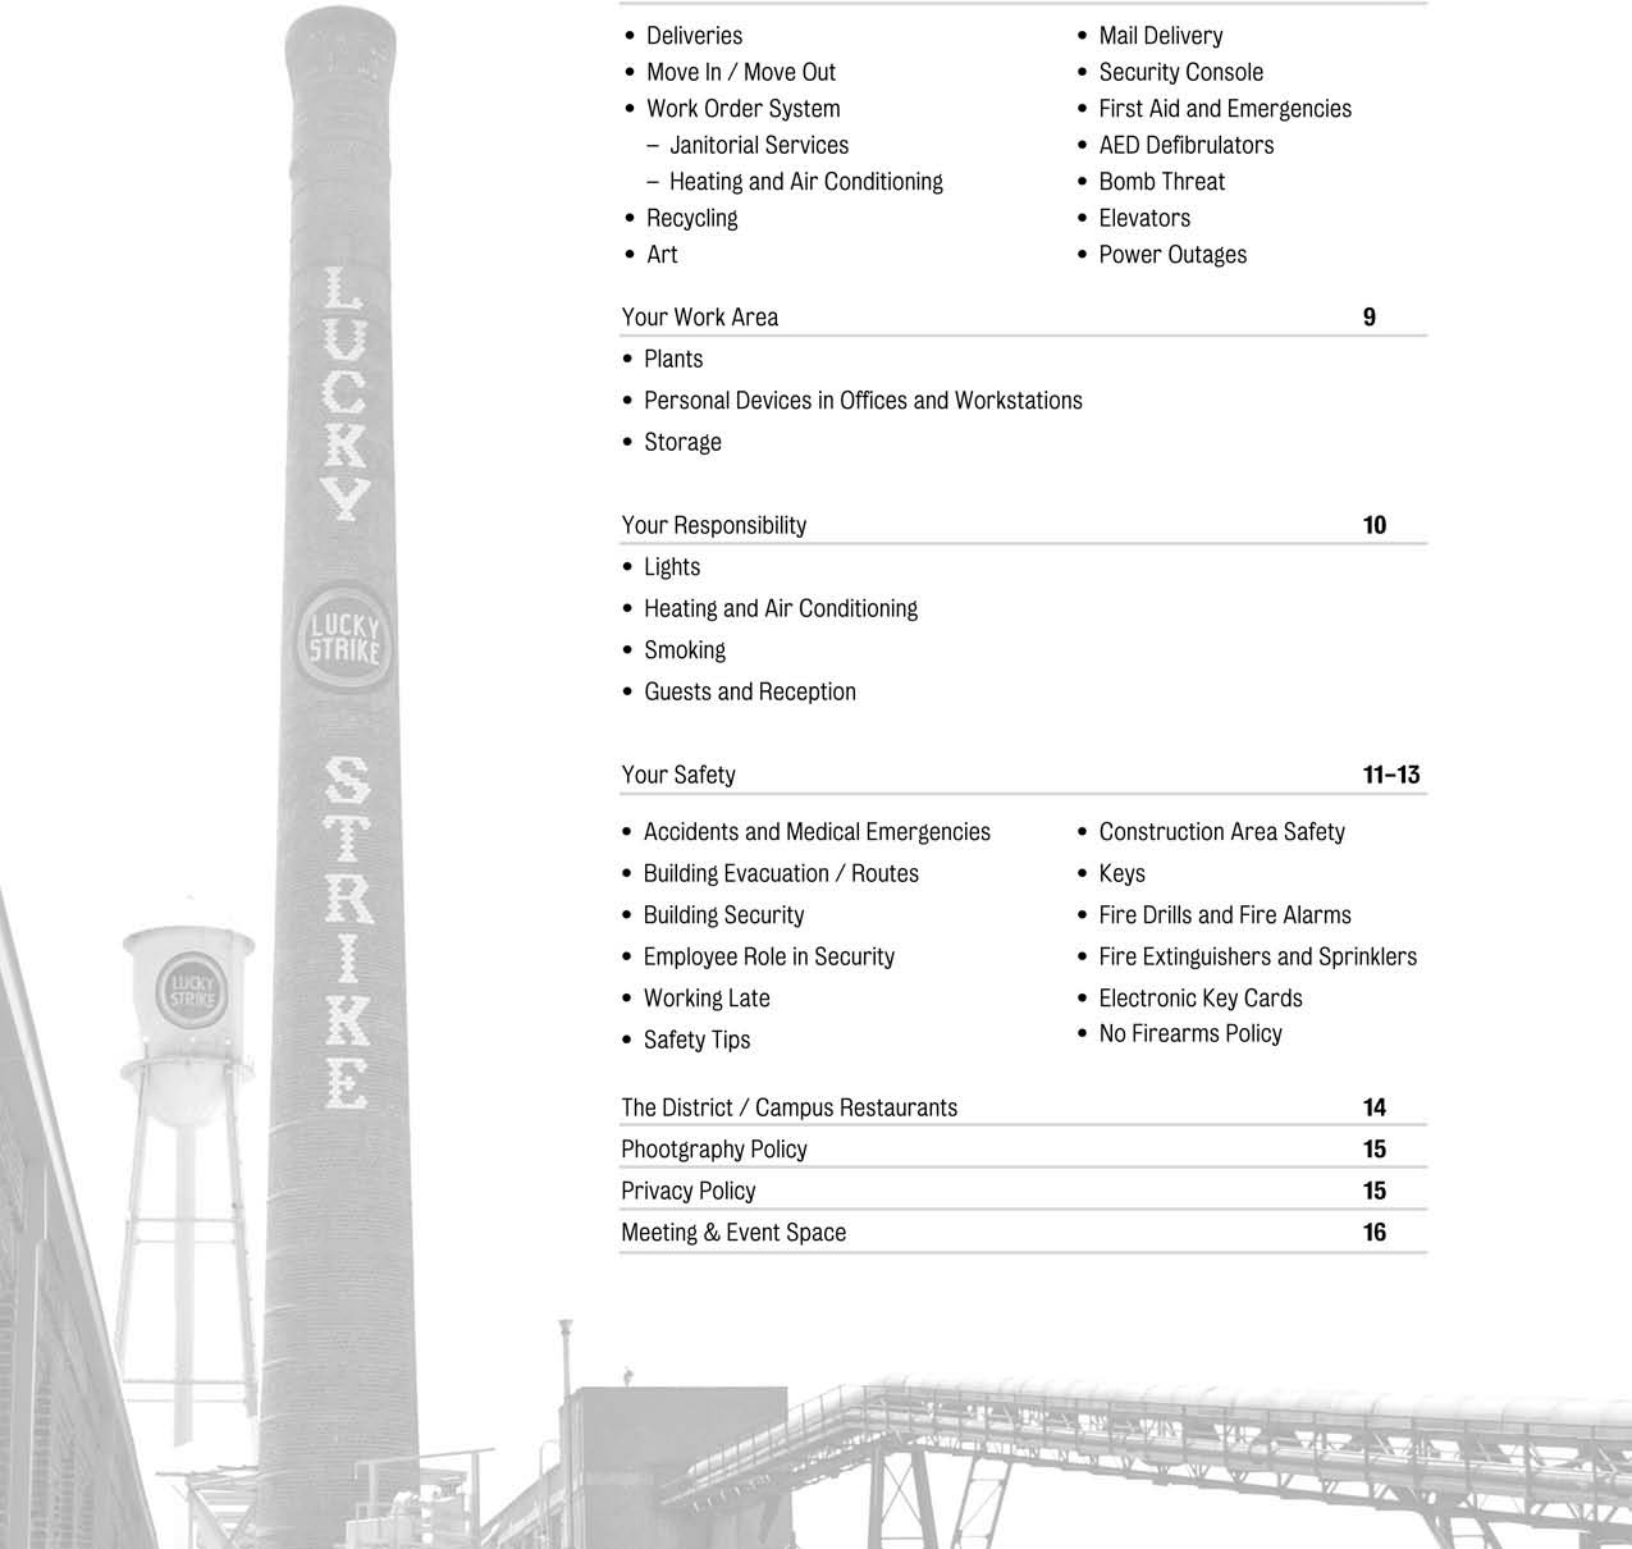 • Deliveries
• Move In / Move Out
• Work Order System
– Janitorial Services
– Heating and Air Conditioning
• Recycling
• Art
• Mail Delivery
• Security Console
• First Aid and Emergencies
• AED Defibrulators
• Bomb Threat
• Elevators
• Power Outages
Your Work Area 9
• Plants
• Personal Devices in Offices and Workstations
• Storage
Your Responsibility 10
• Lights
• Heating and Air Conditioning
• Smoking
• Guests and Reception
Your Safety 11–13
• Accidents and Medical Emergencies
• Building Evacuation / Routes
• Building Security
• Employee Role in Security
• Working Late
• Safety Tips
• Construction Area Safety
• Keys
• Fire Drills and Fire Alarms
• Fire Extinguishers and Sprinklers
• Electronic Key Cards
• No Firearms Policy
The District / Campus Restaurants 14
Phootgraphy Policy 15
Privacy Policy 15
Meeting & Event Space 16
LUCKY
LUCKY
STRIKE
STRIKE
LUCKY
STRIKE